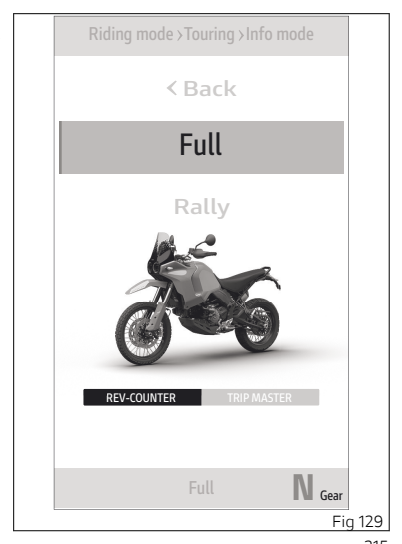 Riding mode ›Touring ›Info mode
‹ Back
Full
Rally
REV-COUNTER TRIP MASTER
Full N Gear
Fig 129
215